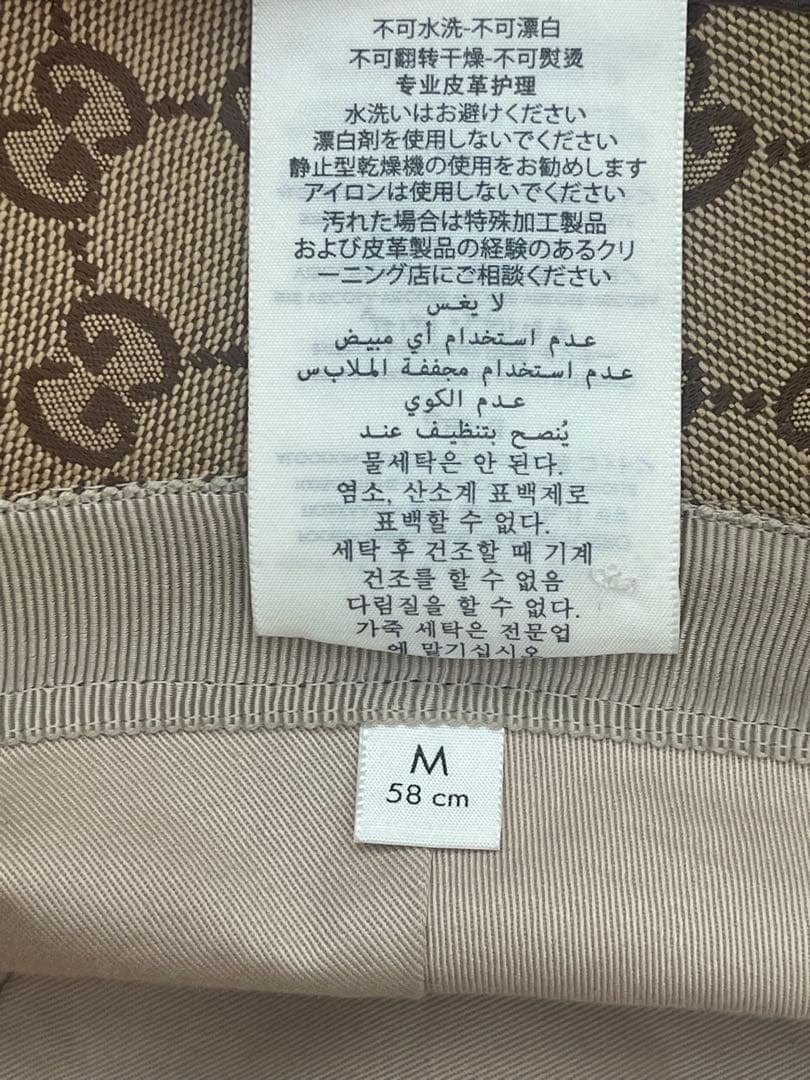 不可水洗-不可漂白
不可翻转干燥-不可熨烫
专业皮革护理
水洗いはお避けください
漂白剤を使用しないでください
静止型乾燥機の使用をお勧めします
アイロンは使用しないでください
汚れた場合は特殊加工製品
および皮革製品の経験のあるクリ
ーニング店にご相談ください
لا يغسل
عدم استخدام أي مبيض
عدم استخدام مجففة الملابس
عدم الكوي
يُنصح بتنظيف عند
물세탁은 안 된다.
염소, 산소계 표백제로
표백할 수 없다.
세탁 후 건조할 때 기계
건조를 할 수 없음
다림질을 할 수 없다.
가죽 세탁은 전문업
에 맡기십시오
M
58 cm